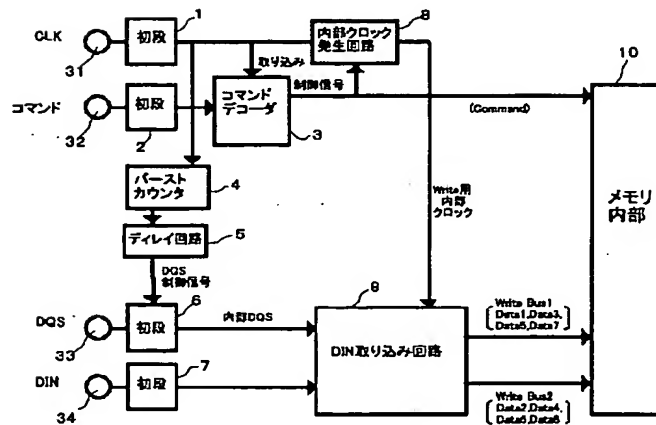 CLK
31
初段
1
内部クロック
発生回路
8
取り込み
コマンド
32
初段
2
コマンド
デコーダ
3
制御信号
(Command)
10
メモリ
内部
バースト
カウンタ
4
ディレイ回路
5
Write用
内部
クロック
DQS
制御信号
6
DQS
33
初段
内部DQS
9
DIN取り込み回路
Write Bus1
Data1,Data3,
Data5,Data7
DIN
34
初段
7
Write Bus2
Data2,Data4,